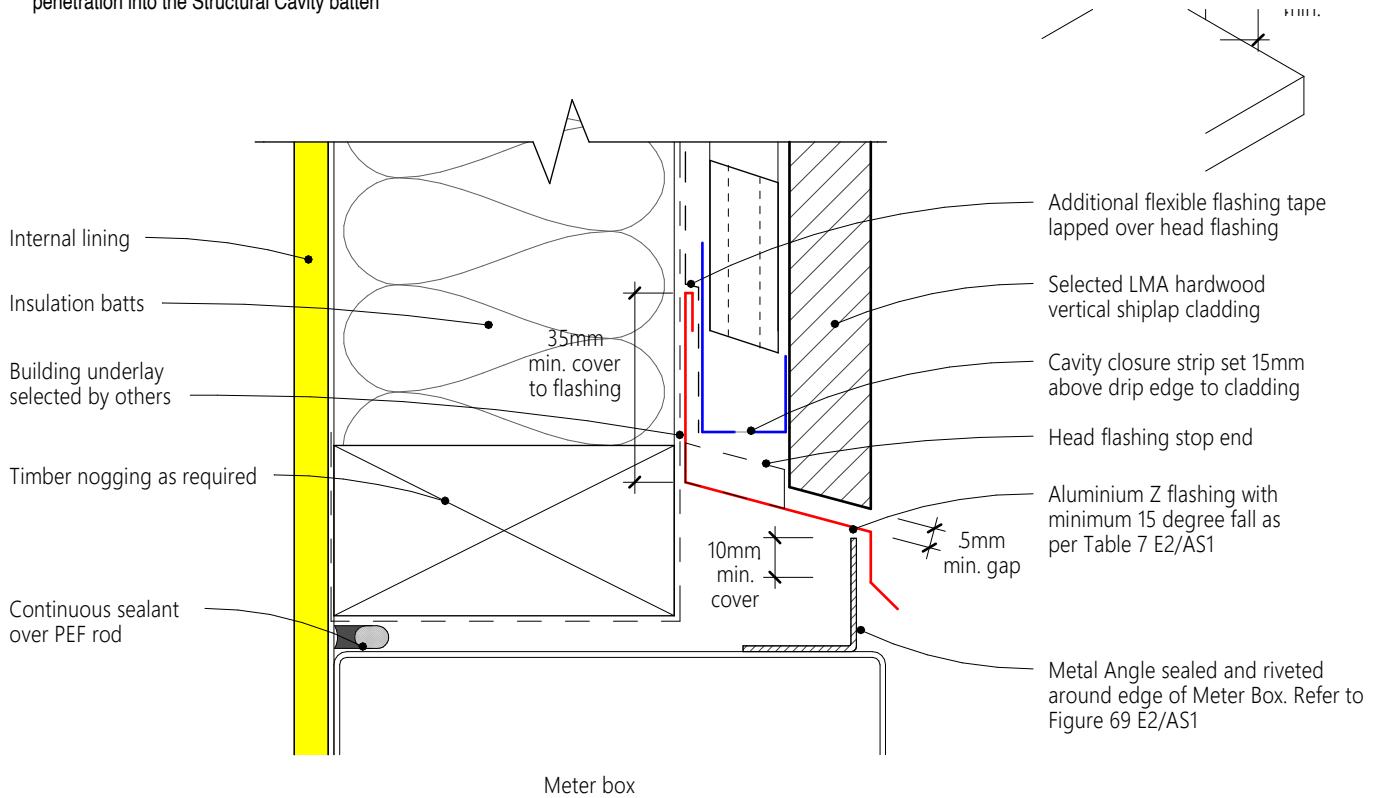 penetration into the Structural Cavity batten
min.
Internal lining
Insulation batts
Building underlay
selected by others
Timber nogging as required
Continuous sealant
over PEF rod
35mm
min. cover
to flashing
10mm
min.
cover
5mm
min. gap
Additional flexible flashing tape
lapped over head flashing
Selected LMA hardwood
vertical shiplap cladding
Cavity closure strip set 15mm
above drip edge to cladding
Head flashing stop end
Aluminium Z flashing with
minimum 15 degree fall as
per Table 7 E2/AS1
Metal Angle sealed and riveted
around edge of Meter Box. Refer to
Figure 69 E2/AS1
Meter box